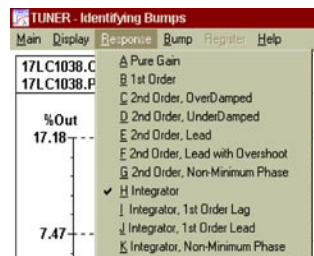 TUNER - Identifying Bumps
Main Display Response Bump Register Help
17LC1038.C
17LC1038.P
%Out
17.18
7.47
A Pure Gain
B 1st Order
C 2nd Order, OverDamped
D 2nd Order, UnderDamped
E 2nd Order, Lead
F 2nd Order, Lead with Overshoot
G 2nd Order, Non-Minimum Phase
H Integrator
I Integrator, 1st Order Lag
J Integrator, 1st Order Lead
K Integrator, Non-Minimum Phase